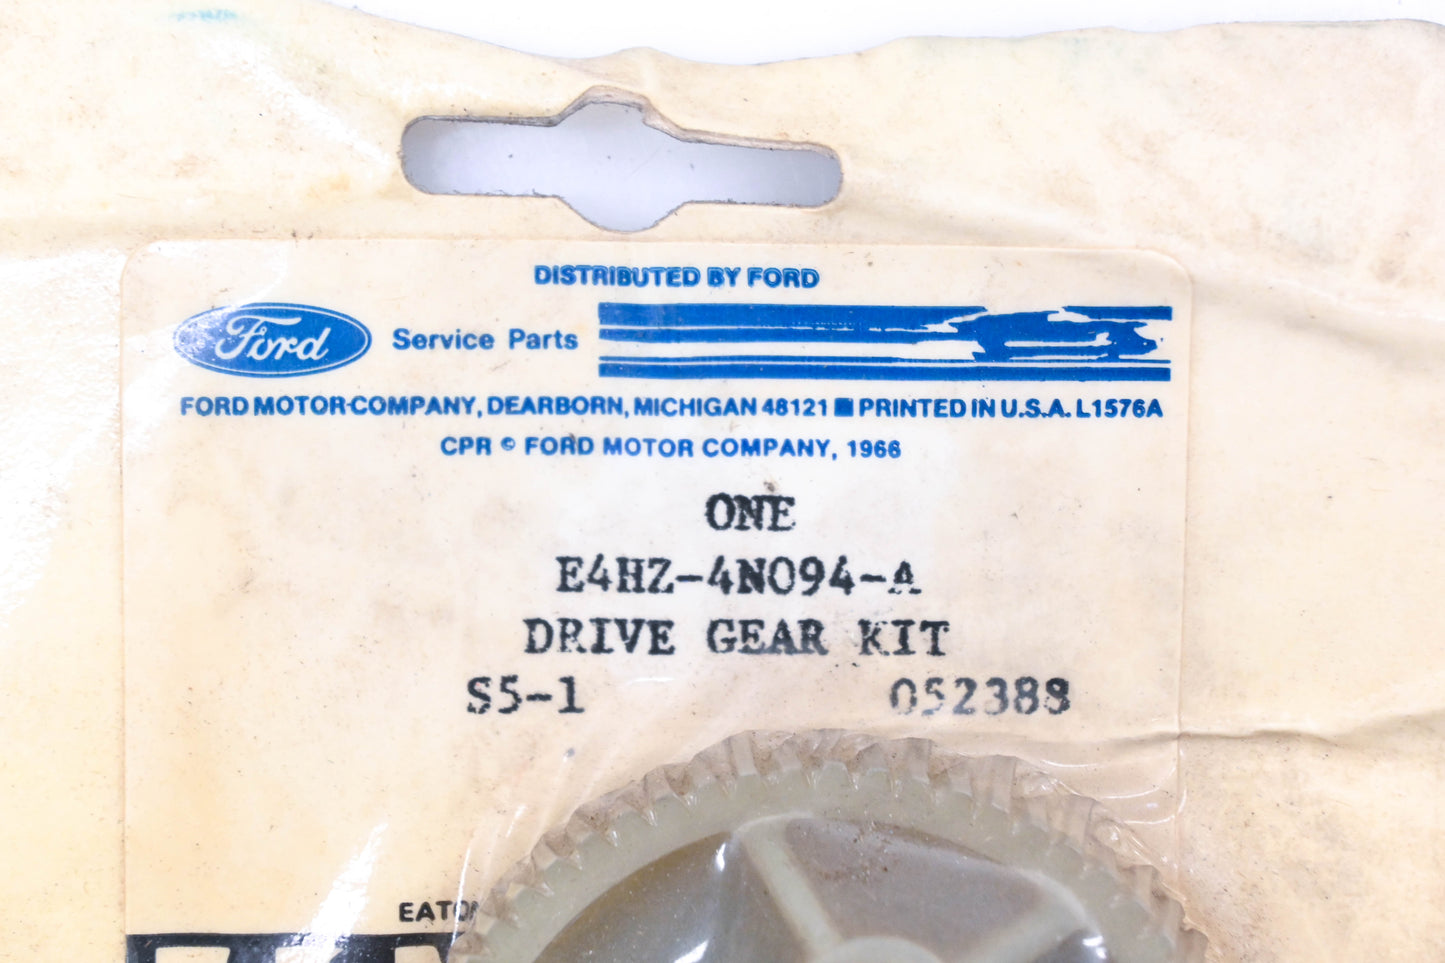 DISTRIBUTED BY FORD
Ford Service Parts
FORD MOTOR COMPANY, DEARBORN, MICHIGAN 48121 ■ PRINTED IN U.S.A. L1576A
CPR © FORD MOTOR COMPANY, 1966
ONE
E4HZ-4N094-A
DRIVE GEAR KIT
S5-1 052388
EATON